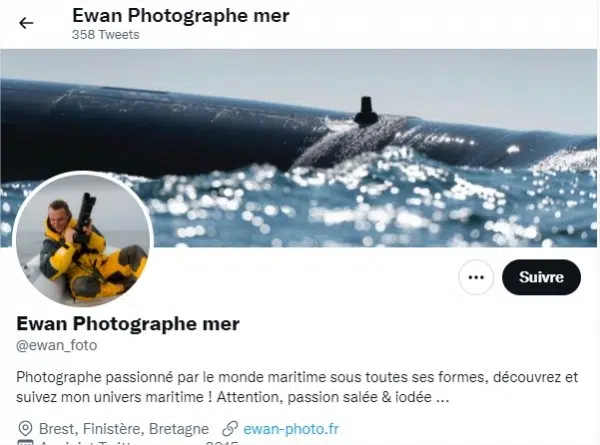 Ewan Photographe mer
358 Tweets
Suivre
Ewan Photographe mer
@ewan_foto
Photographe passionné par le monde maritime sous toutes ses formes, découvrez et
suivez mon univers maritime ! Attention, passion salée & iodée ...
Brest, Finistère, Bretagne ewan-photo.fr